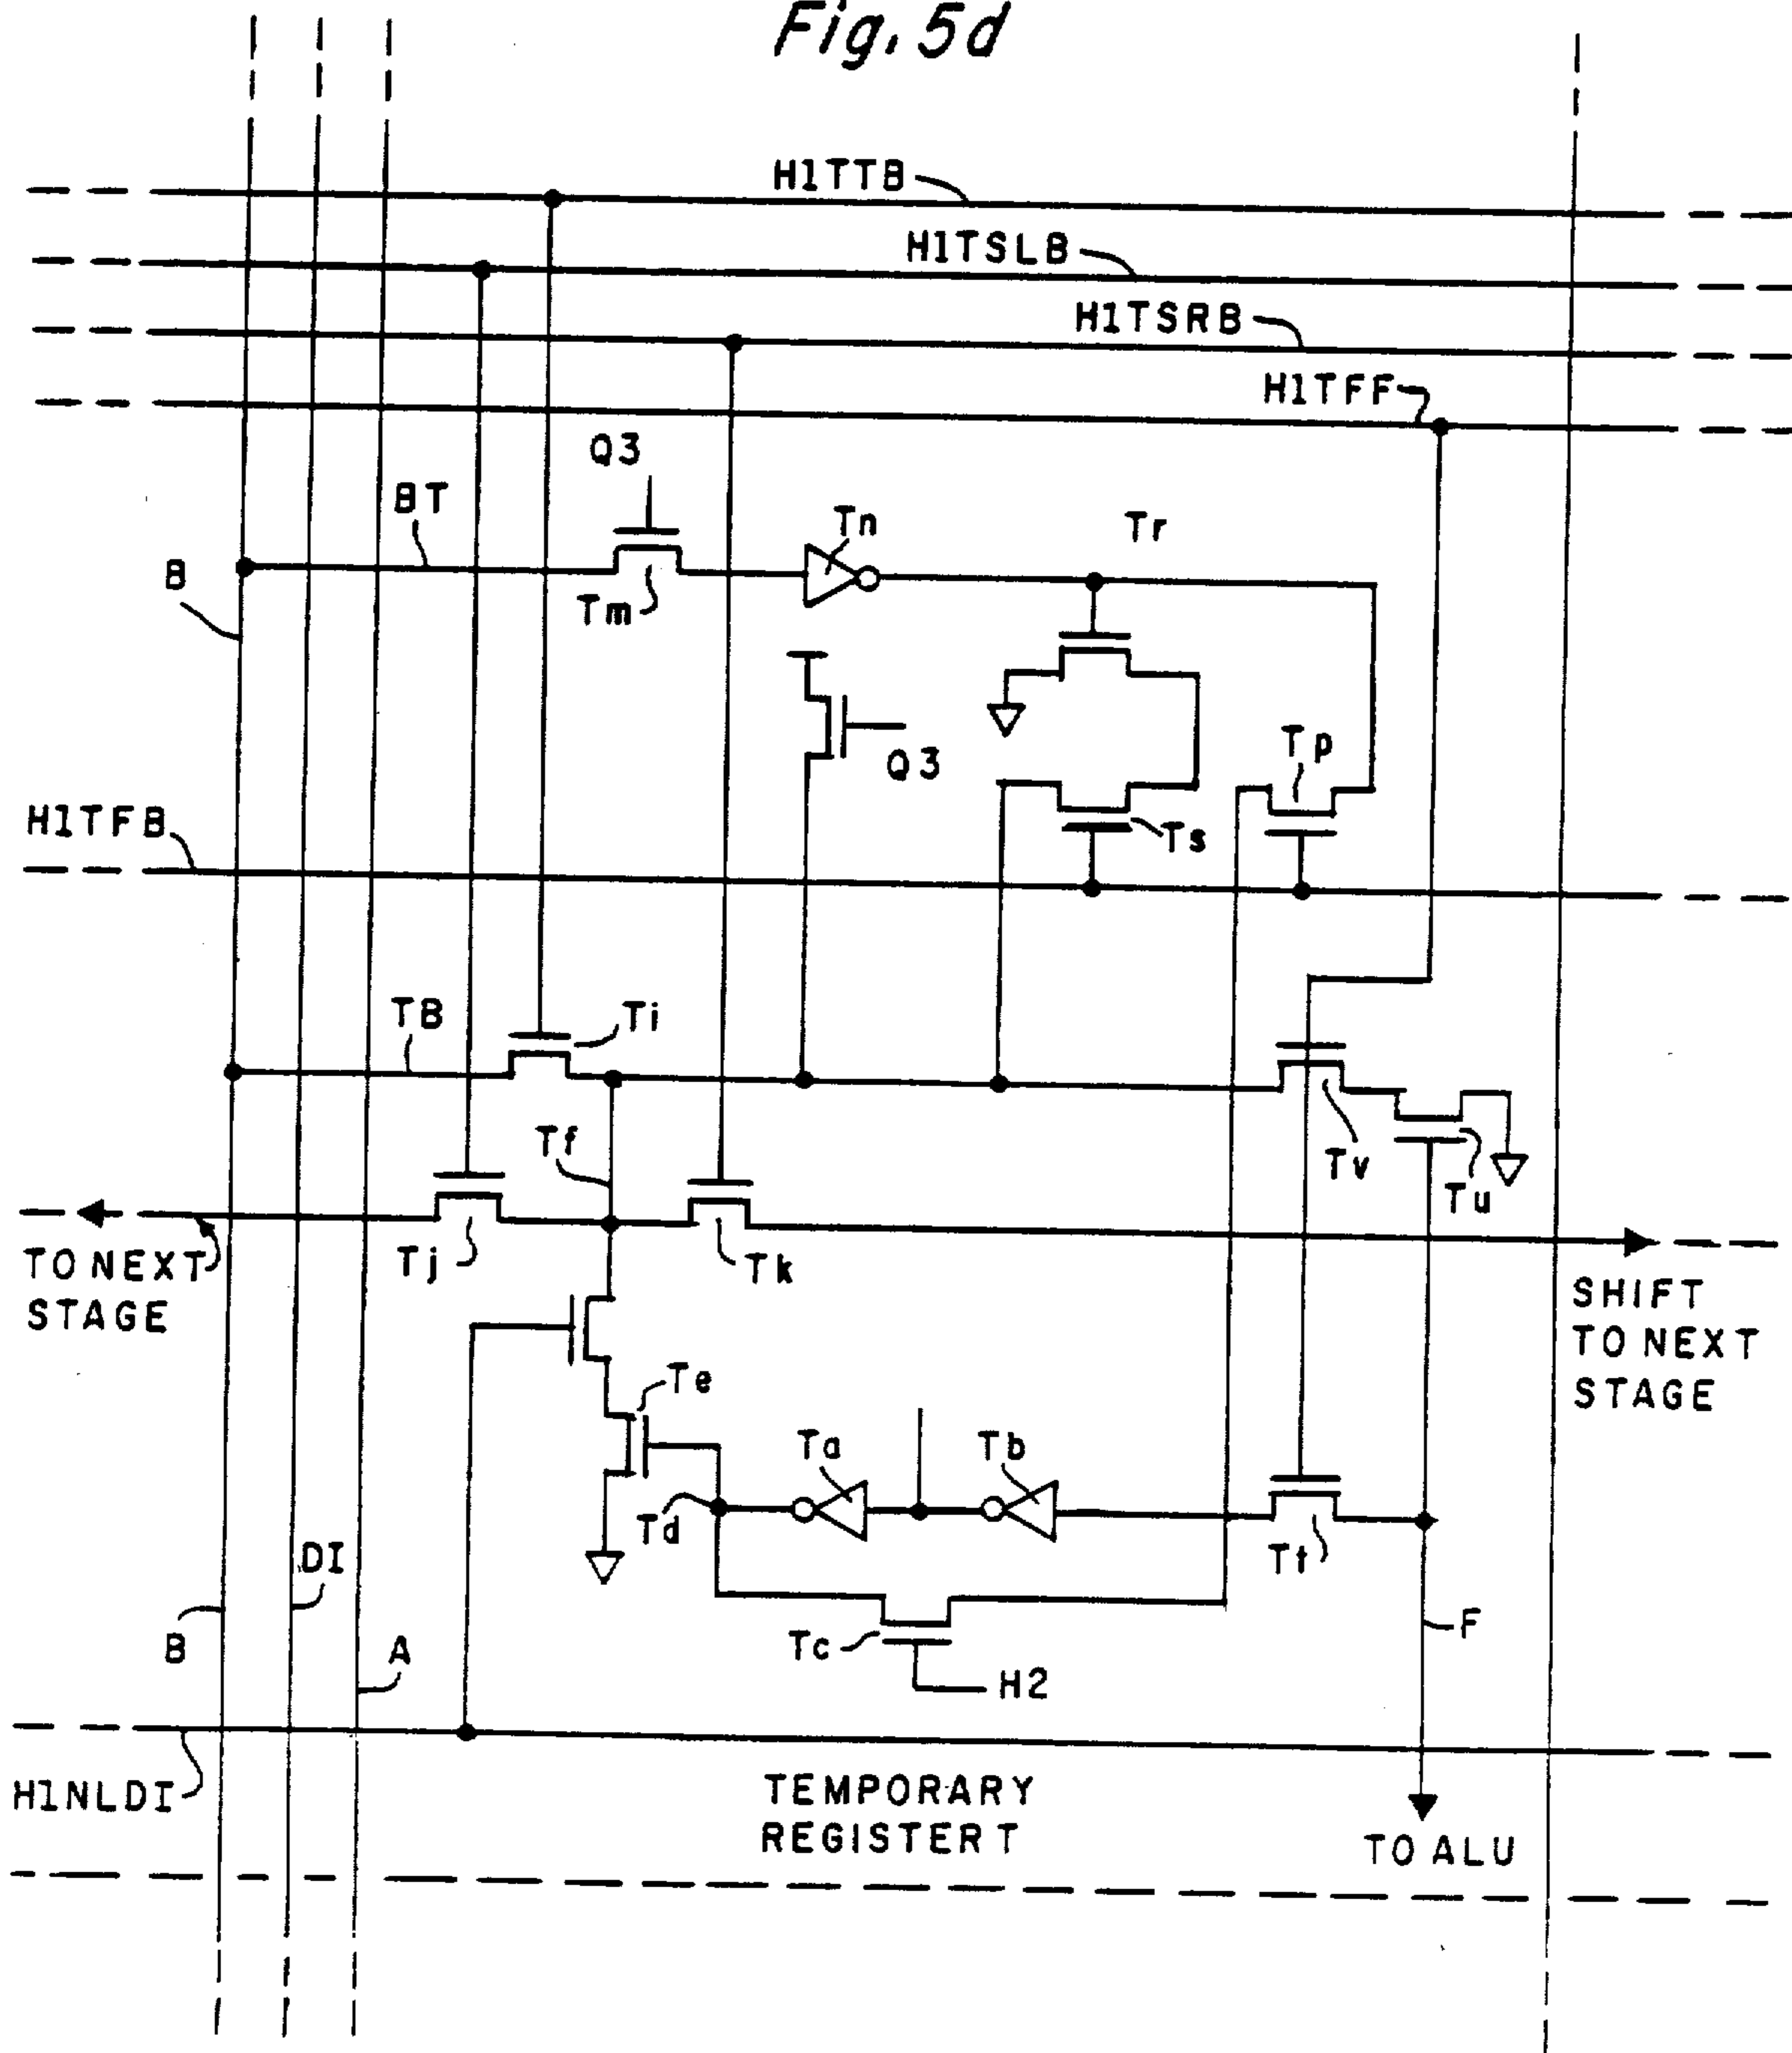 Fig. 5d
H1TTB
H1TSLB
H1TSRB
H1TFF
Q3
BT
Tn
Tr
B
Tm
Q3
Tp
H1TFB
Ts
TB
Ti
Tf
Tv
Tu
TO NEXT
STAGE
Tj
Tk
SHIFT
TO NEXT
STAGE
Te
Ta
Tb
Td
Tt
DI
B
A
Tc
F
H2
H1NLDI
TEMPORARY
REGISTER T
TO ALU